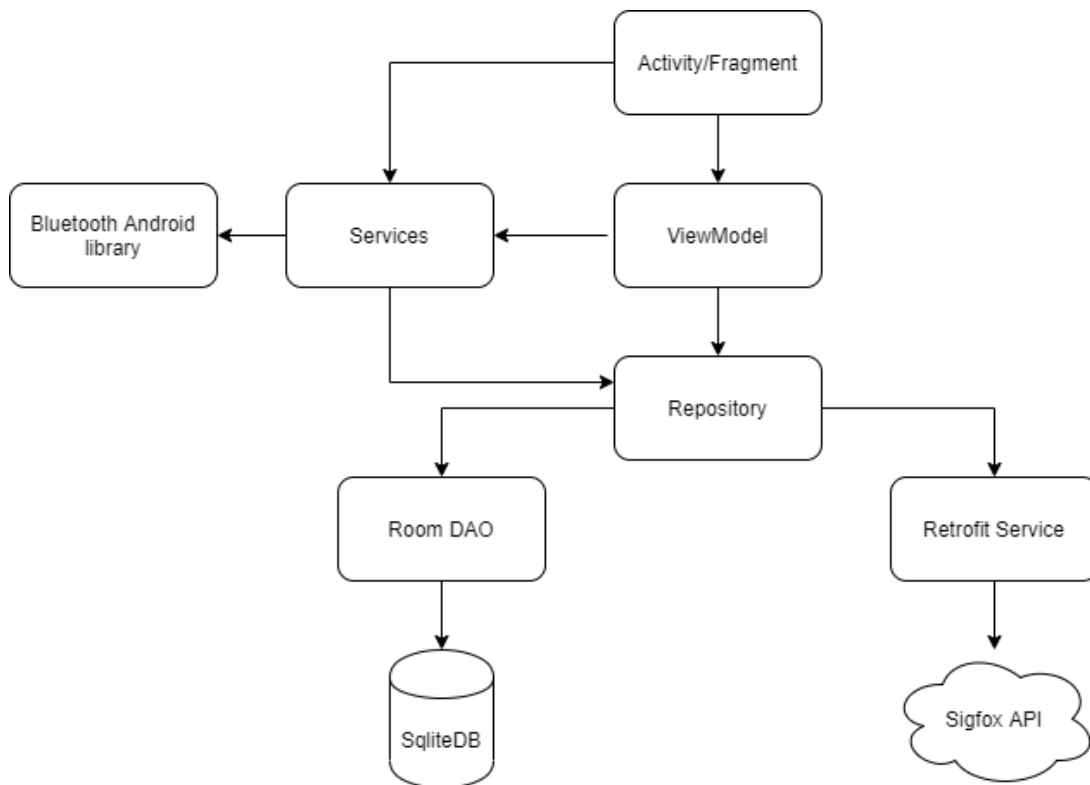 Activity/Fragment
Bluetooth Android
library
Services
ViewModel
Repository
Room DAO
Retrofit Service
SqliteDB
Sigfox API